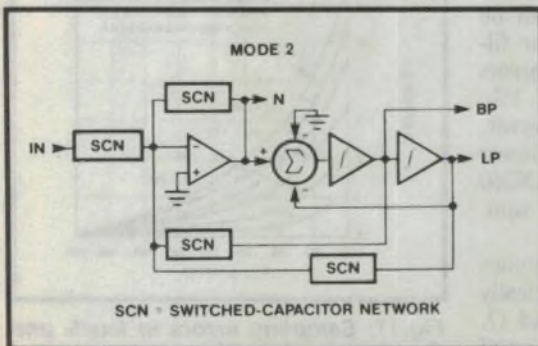 MODE 2
SCN
N
BP
IN
SCN
-
+
+
-
Σ
-
∫
∫
LP
SCN
SCN
SCN = SWITCHED-CAPACITOR NETWORK